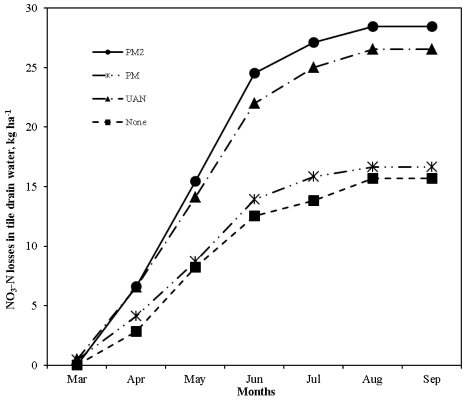 30
25
20
15
10
5
0
NO3-N losses in tile drain water, kg ha-1
PM2
PM
UAN
None
Mar Apr May Jun Jul Aug Sep
Months